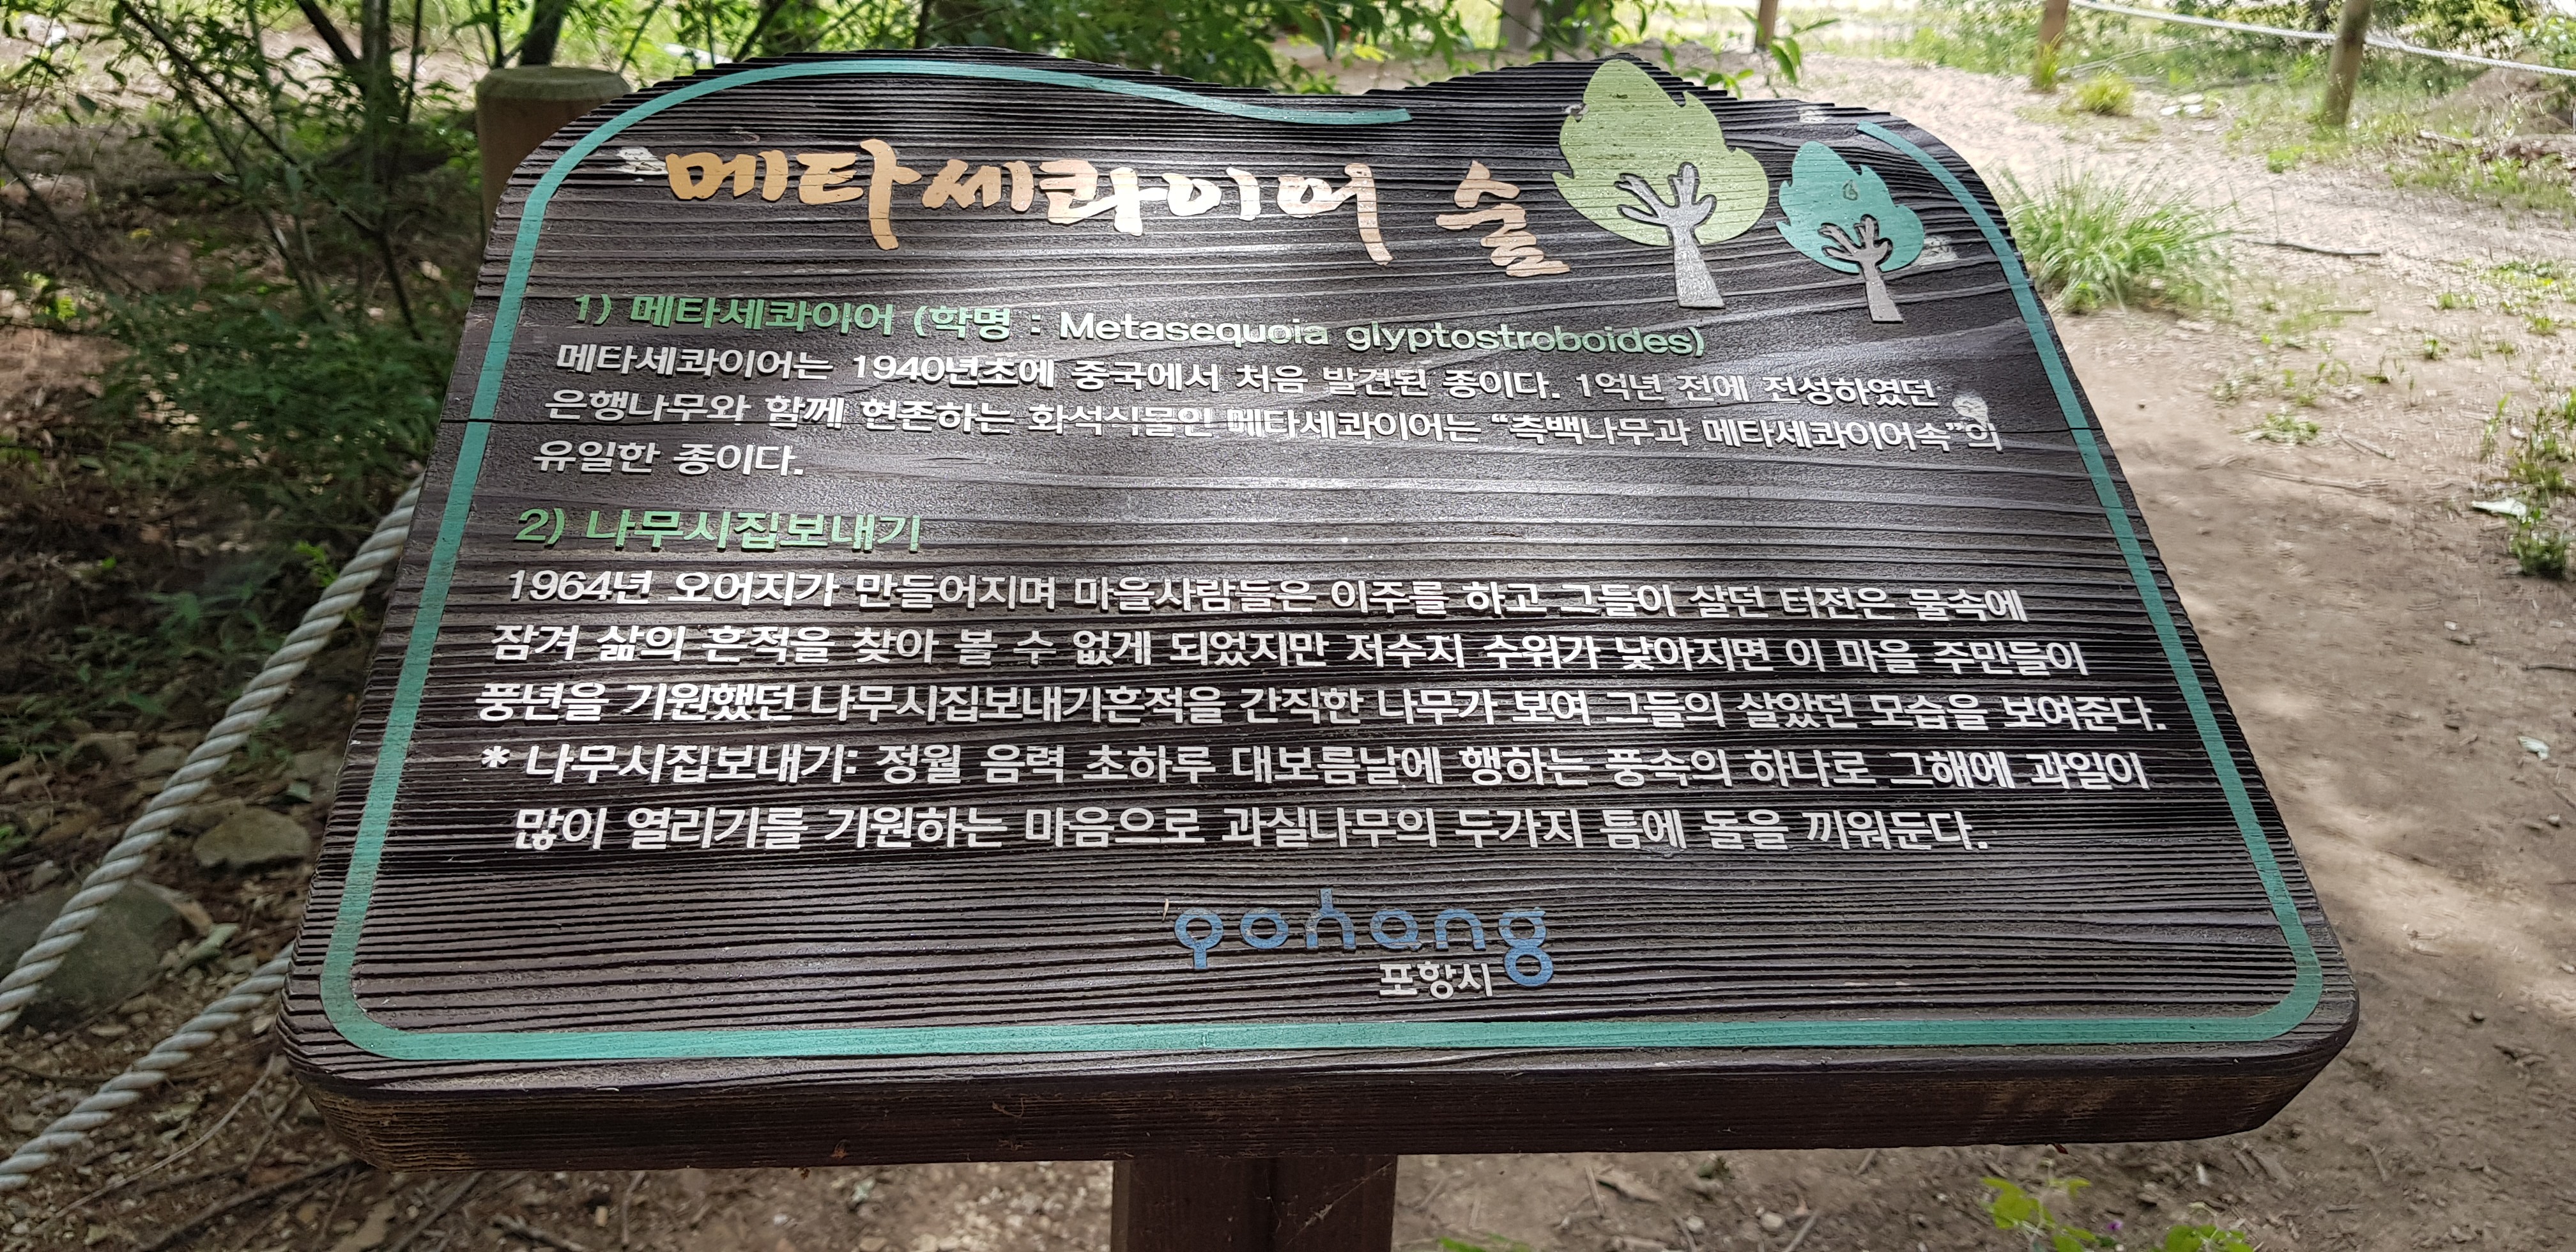 메타세콰이어 숲
1) 메타세콰이어 (학명 : Metasequoia glyptostroboides)
메타세콰이어는 1940년초에 중국에서 처음 발견된 종이다. 1억년 전에 전성하였던
은행나무와 함께 현존하는 화석식물인 메타세콰이어는 “측백나무과 메타세콰이어속”의
유일한 종이다.
2) 나무시집보내기
1964년 오어지가 만들어지며 마을사람들은 이주를 하고 그들이 살던 터전은 물속에
잠겨 삶의 흔적을 찾아 볼 수 없게 되었지만 저수지 수위가 낮아지면 이 마을 주민들이
풍년을 기원했던 나무시집보내기흔적을 간직한 나무가 보여 그들의 살았던 모습을 보여준다.
* 나무시집보내기: 정월 음력 초하루 대보름날에 행하는 풍속의 하나로 그해에 과일이
많이 열리기를 기원하는 마음으로 과실나무의 두가지 틈에 돌을 끼워둔다.
pohang
포항시